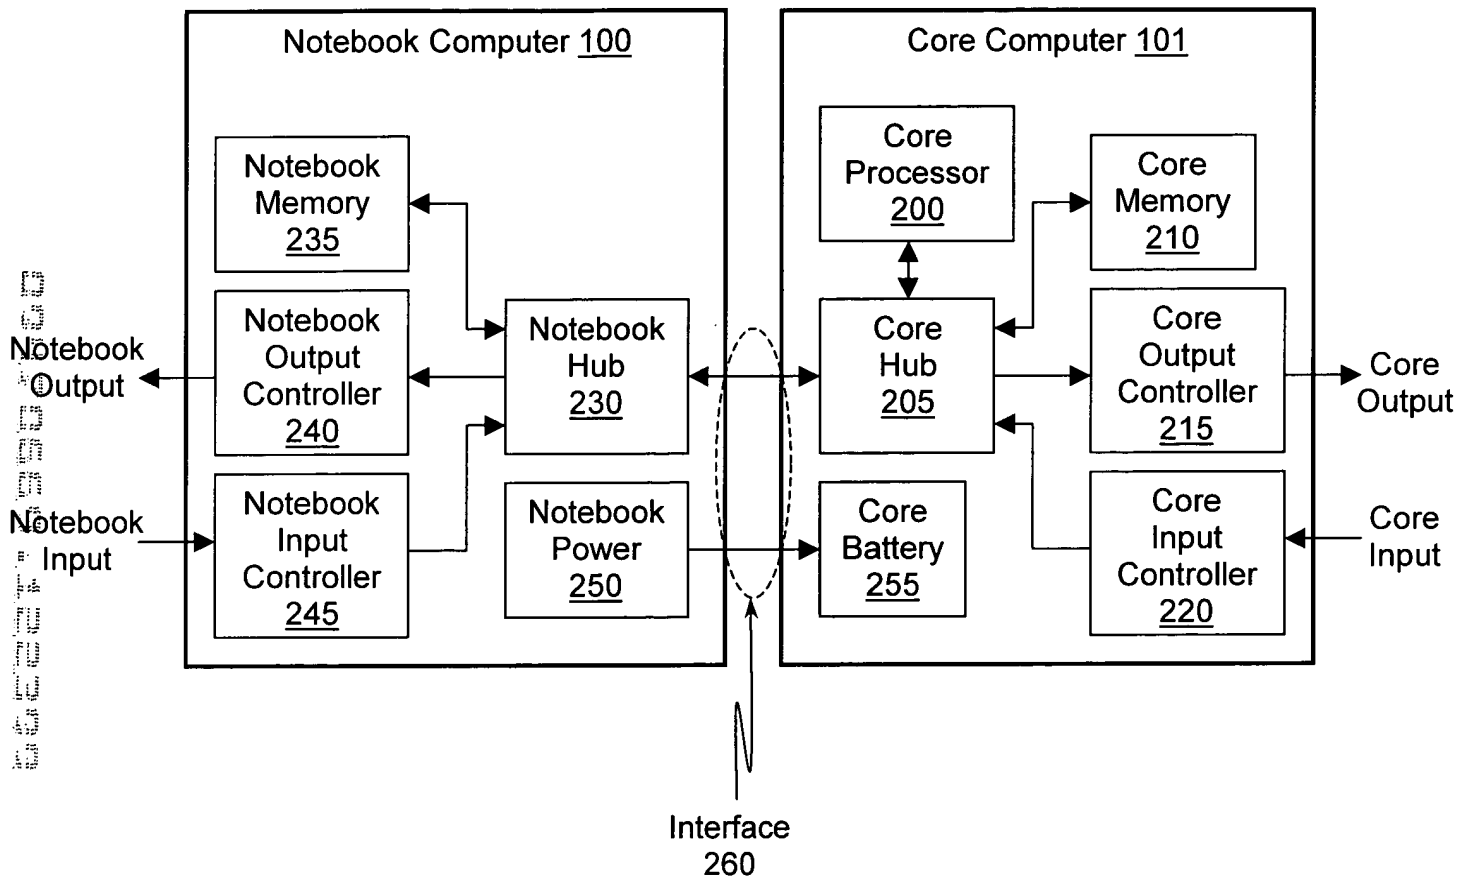 Notebook Computer 100
Core Computer 101
Notebook
Memory
235
Notebook
Output
Controller
240
Notebook
Input
Controller
245
Notebook
Hub
230
Notebook
Power
250
Core
Processor
200
Core
Hub
205
Core
Battery
255
Core
Memory
210
Core
Output
Controller
215
Core
Input
Controller
220
Notebook
Output
Notebook
Input
Core
Output
Core
Input
Interface
260